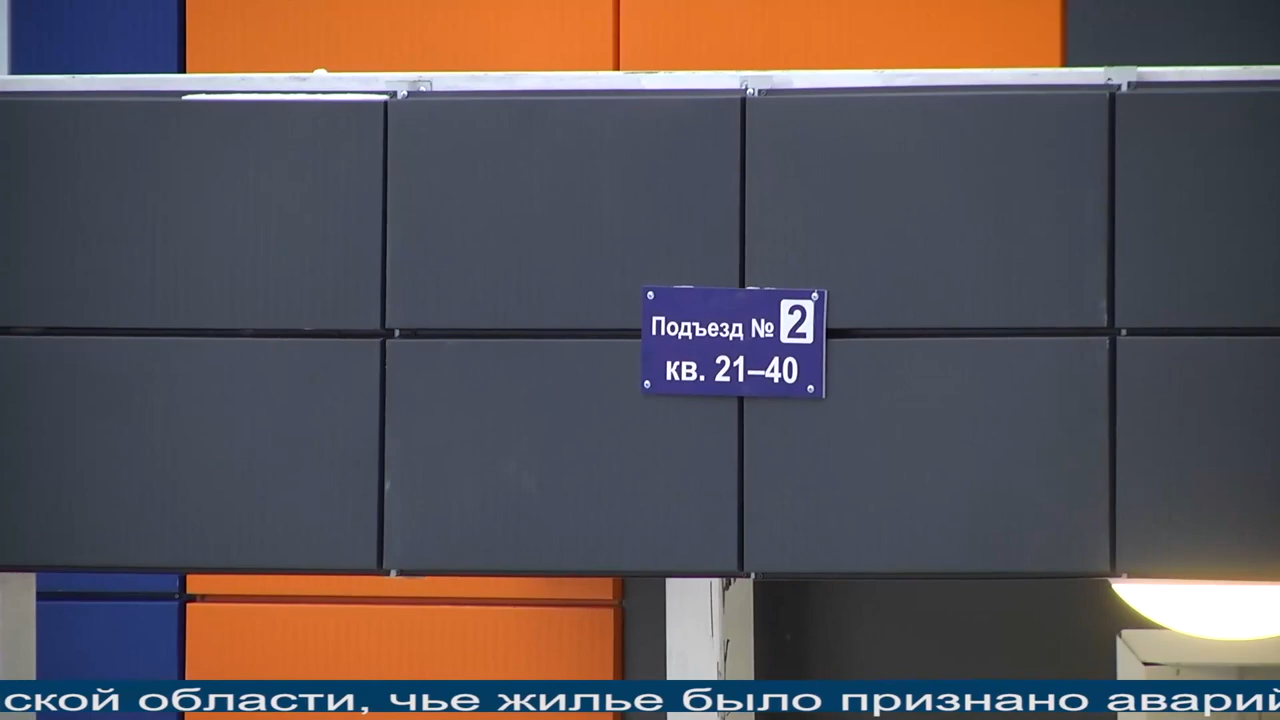 Подъезд № 2
кв. 21–40
ской области, чье жилье было признано аварий